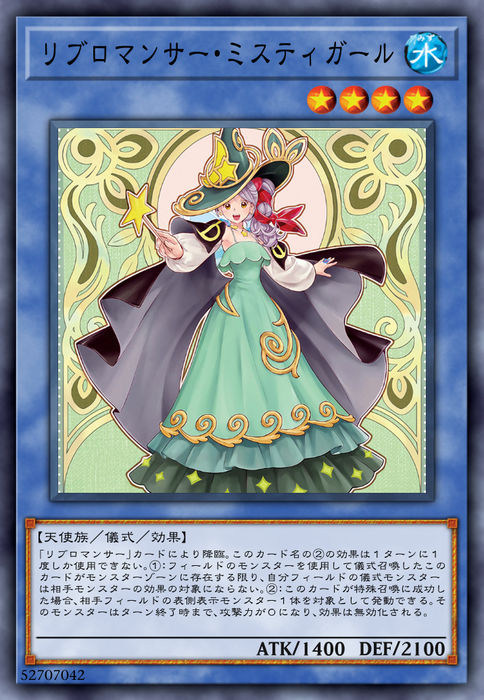 リブロマンサー・ミスティガール
みず
水
【天使族／儀式／効果】
「リブロマンサー」カードにより降臨。このカード名の②の効果は１ターンに１
度しか使用できない。①：フィールドのモンスターを使用して儀式召喚したこ
のカードがモンスターゾーンに存在する限り、自分フィールドの儀式モンスター
は相手モンスターの効果の対象にならない。②：このカードが特殊召喚に成功し
た場合、相手フィールドの表側表示モンスター１体を対象として発動できる。そ
のモンスターはターン終了時まで、攻撃力が０になり、効果は無効化される。
ATK/1400 DEF/2100
52707042